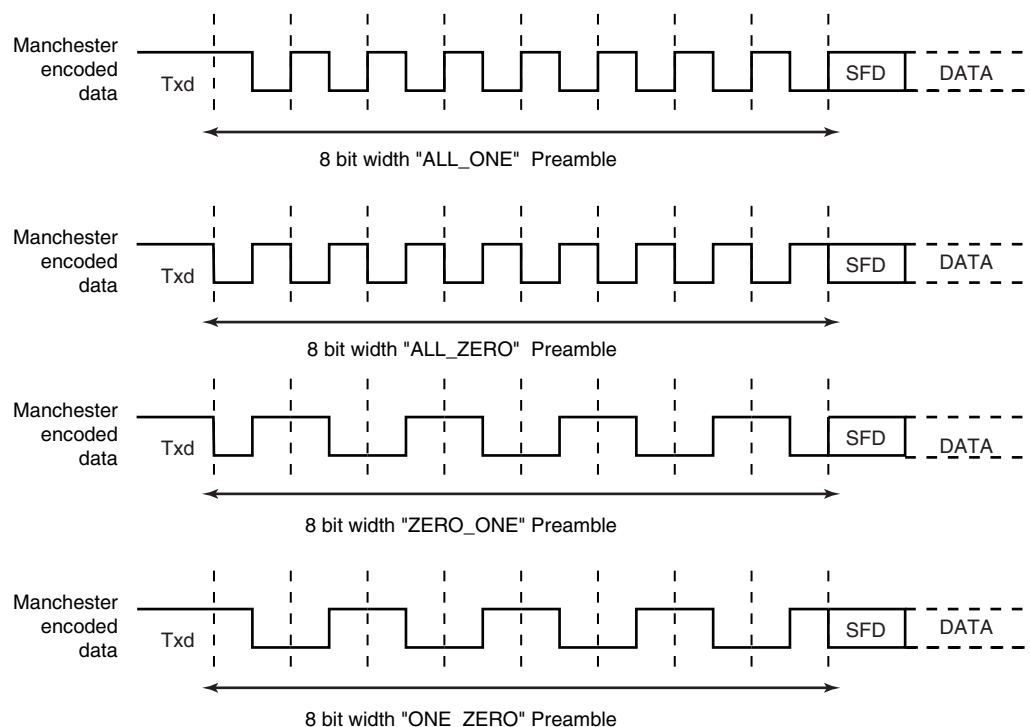 Manchester
encoded
data
Txd
SFD
DATA
8 bit width "ALL_ONE" Preamble
Manchester
encoded
data
Txd
SFD
DATA
8 bit width "ALL_ZERO" Preamble
Manchester
encoded
data
Txd
SFD
DATA
8 bit width "ZERO_ONE" Preamble
Manchester
encoded
data
Txd
SFD
DATA
8 bit width "ONE_ZERO" Preamble